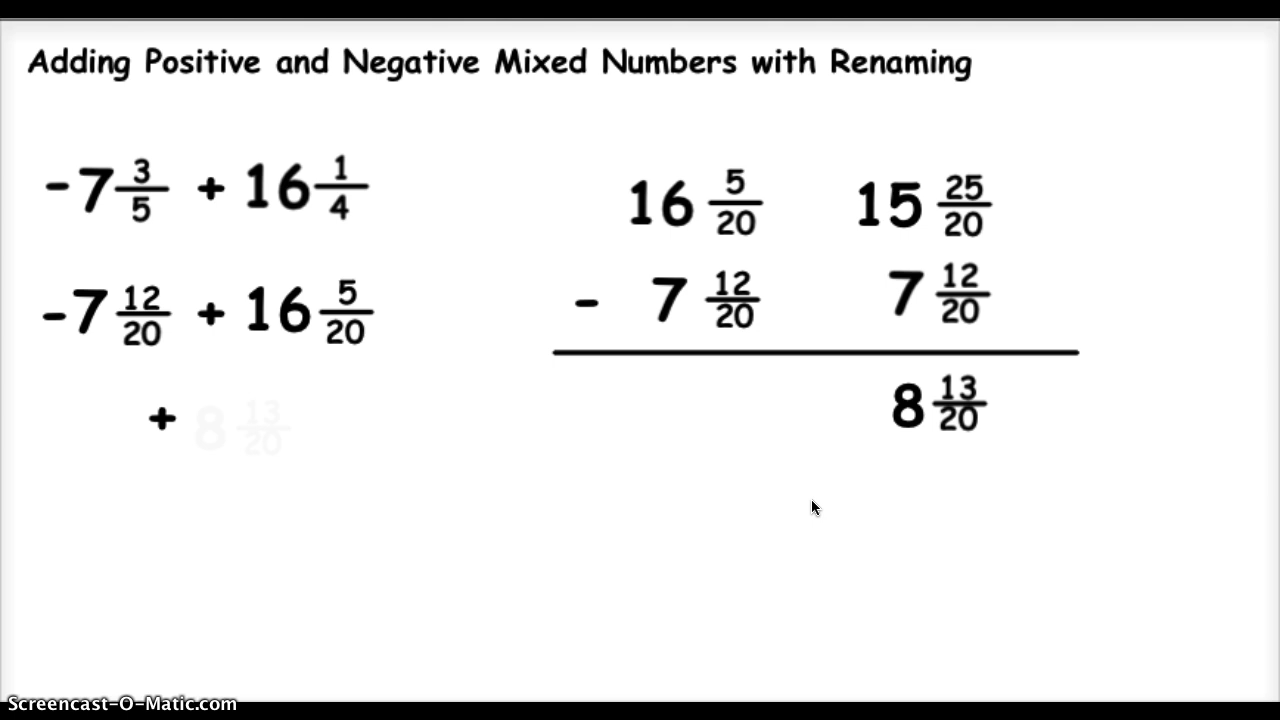 Adding Positive and Negative Mixed Numbers with Renaming
-7 3/5 + 16 1/4
-7 12/20 + 16 5/20
+ 8 13/20
16 5/20 15 25/20
- 7 12/20 7 12/20
8 13/20
Screencast-O-Matic.com